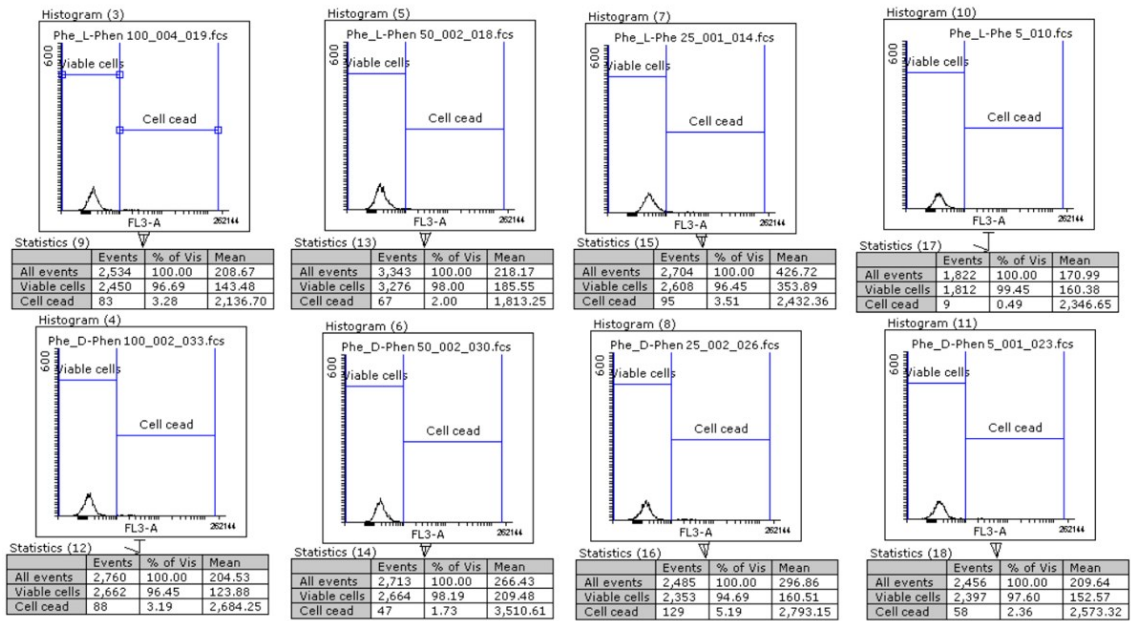 Histogram (3)
Phe_L-Phen 100_004_019.fcs
600
Viable cells
Cell cead
FL3-A
262144
Statistics (9)
Events % of Vis Mean
All events 2,534 100.00 208.67
Viable cells 2,450 96.69 143.48
Cell cead 83 3.28 2,136.70
Histogram (5)
Phe_L-Phen 50_002_018.fcs
600
Viable cells
Cell cead
FL3-A
262144
Statistics (13)
Events % of Vis Mean
All events 3,343 100.00 218.17
Viable cells 3,276 98.00 185.55
Cell cead 67 2.00 1,813.25
Histogram (7)
Phe_L-Phe 25_001_014.fcs
600
Viable cells
Cell cead
FL3-A
262144
Statistics (15)
Events % of Vis Mean
All events 2,704 100.00 426.72
Viable cells 2,608 96.45 353.89
Cell cead 95 3.51 2,432.36
Histogram (10)
Phe_L-Phe 5_010.fcs
600
Viable cells
Cell cead
FL3-A
262144
Statistics (17)
Events % of Vis Mean
All events 1,822 100.00 170.99
Viable cells 1,812 99.45 160.38
Cell cead 9 0.49 2,346.65
Histogram (4)
Phe_D-Phen 100_002_033.fcs
600
Viable cells
Cell cead
FL3-A
262144
Statistics (12)
Events % of Vis Mean
All events 2,760 100.00 204.53
Viable cells 2,662 96.45 123.88
Cell cead 88 3.19 2,684.25
Histogram (6)
Phe_D-Phen 50_002_030.fcs
600
Viable cells
Cell cead
FL3-A
262144
Statistics (14)
Events % of Vis Mean
All events 2,713 100.00 266.43
Viable cells 2,664 98.19 209.48
Cell cead 47 1.73 3,510.61
Histogram (8)
Phe_D-Phen 25_002_026.fcs
600
Viable cells
Cell cead
FL3-A
262144
Statistics (16)
Events % of Vis Mean
All events 2,485 100.00 296.86
Viable cells 2,353 94.69 160.51
Cell cead 129 5.19 2,793.15
Histogram (11)
Phe_D-Phen 5_001_023.fcs
600
Viable cells
Cell cead
FL3-A
262144
Statistics (18)
Events % of Vis Mean
All events 2,456 100.00 209.64
Viable cells 2,397 97.60 152.57
Cell cead 58 2.36 2,573.32